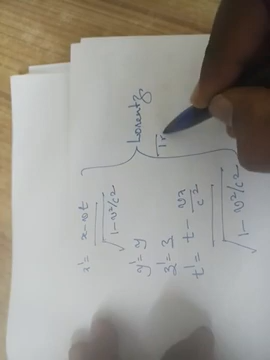 x' = x-vt / √1-v²/c²
y' = y
z' = z
t' = t - vx/c² / √1-v²/c²
Lorentz
Tr